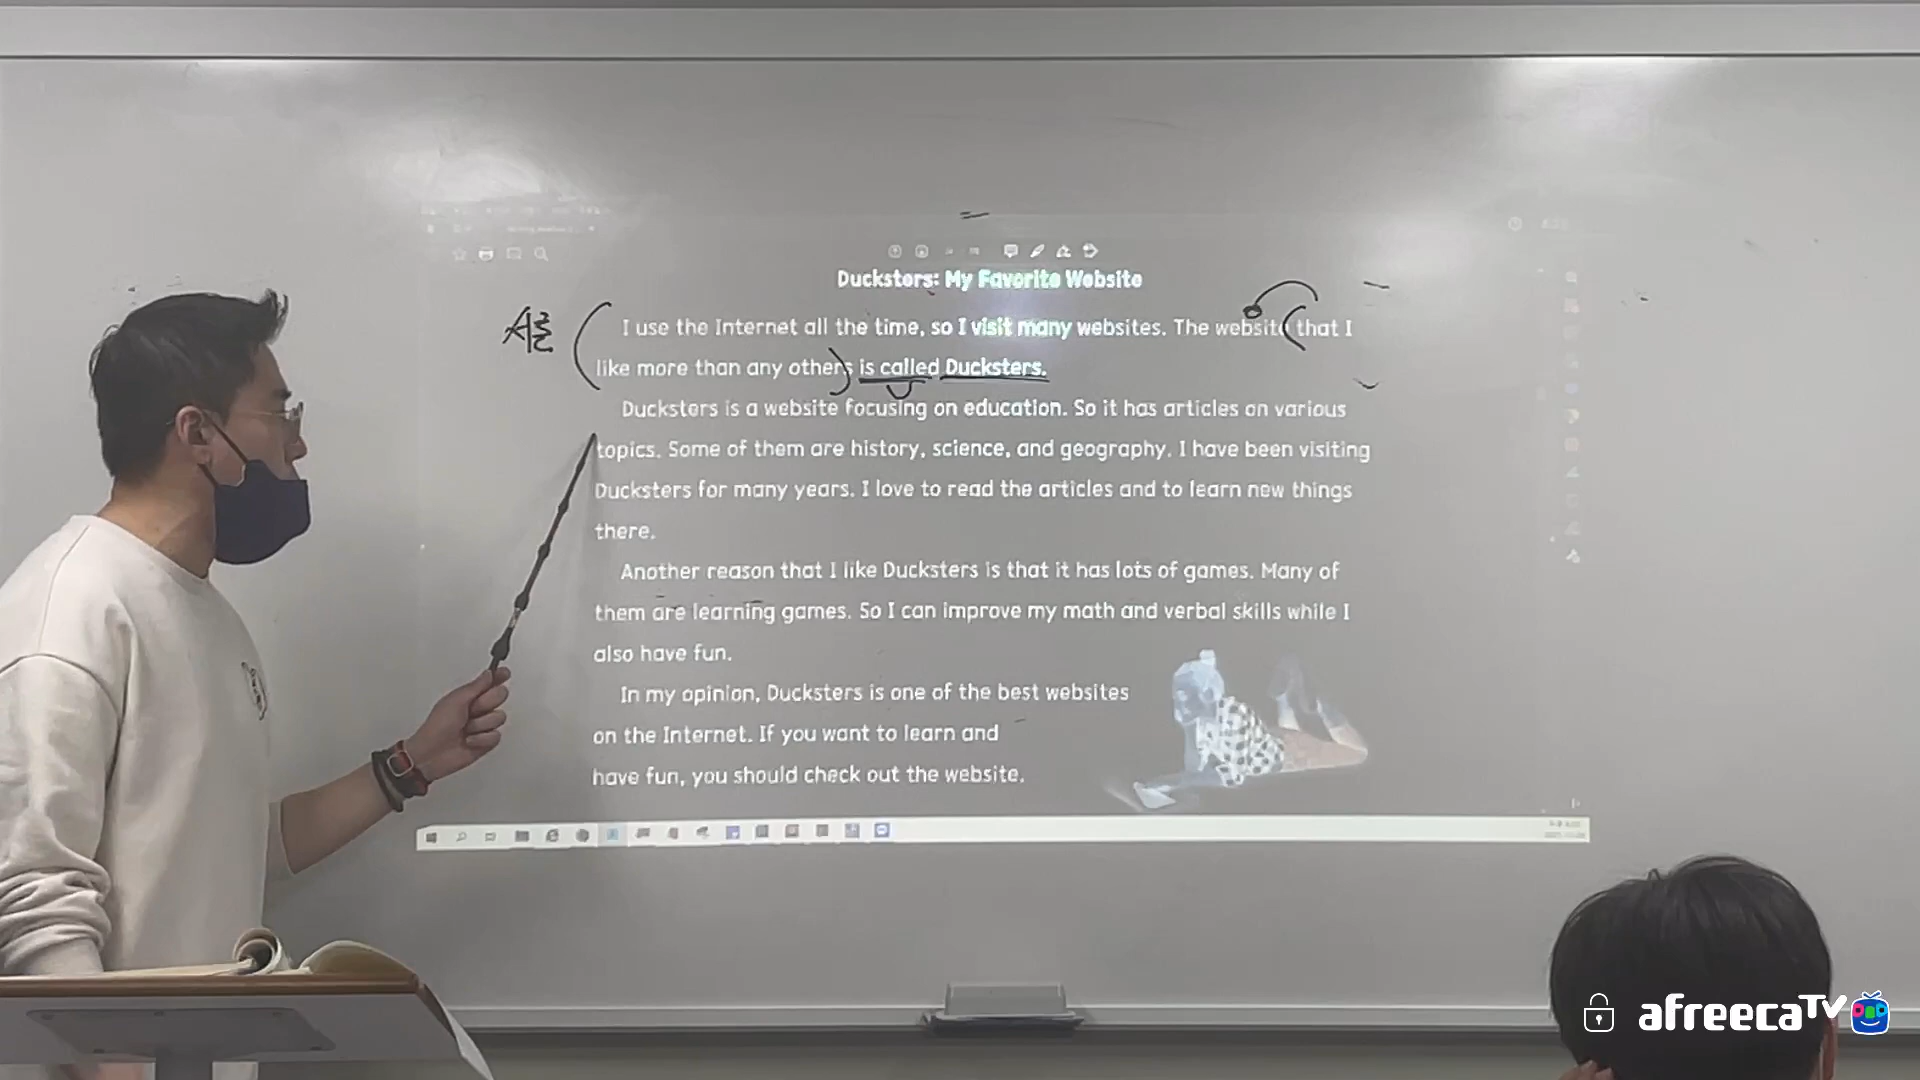 Ducksters: My Favorite Website
서론
I use the Internet all the time, so I visit many websites. The website that I
like more than any others is called Ducksters.
Ducksters is a website focusing on education. So it has articles on various
topics. Some of them are history, science, and geography. I have been visiting
Ducksters for many years. I love to read the articles and to learn new things
there.
Another reason that I like Ducksters is that it has lots of games. Many of
them are learning games. So I can improve my math and verbal skills while I
also have fun.
In my opinion, Ducksters is one of the best websites
on the Internet. If you want to learn and
have fun, you should check out the website.
afreecaTV